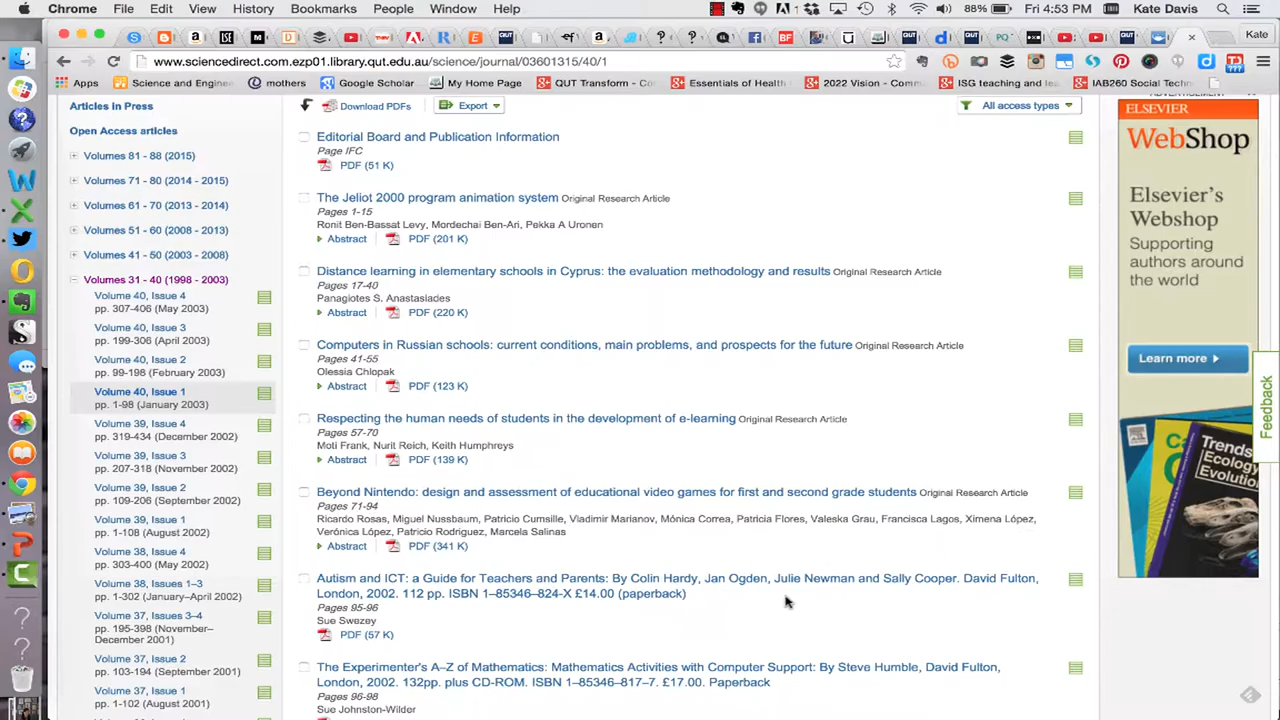 Chrome File Edit View History Bookmarks People Window Help 88% Fri 4:53 PM Kate Davis
Kate
www.sciencedirect.com.ezp01.library.qut.edu.au/science/journal/03601315/40/1
Apps Science and Engine mothers Google Scholar My Home Page QUT Transform - Co Essentials of Health 2022 Vision - Comm ISG teaching and lea IAB260 Social Techn
Articles in Press
Open Access articles
Volumes 81 - 88 (2015)
Volumes 71 - 80 (2014 - 2015)
Volumes 61 - 70 (2013 - 2014)
Volumes 51 - 60 (2008 - 2013)
Volumes 41 - 50 (2003 - 2008)
Volumes 31 - 40 (1998 - 2003)
Volume 40, Issue 4
pp. 307-406 (May 2003)
Volume 40, Issue 3
pp. 199-306 (April 2003)
Volume 40, Issue 2
pp. 99-198 (February 2003)
Volume 40, Issue 1
pp. 1-98 (January 2003)
Volume 39, Issue 4
pp. 319-434 (December 2002)
Volume 39, Issue 3
pp. 207-318 (November 2002)
Volume 39, Issue 2
pp. 109-206 (September 2002)
Volume 39, Issue 1
pp. 1-108 (August 2002)
Volume 38, Issue 4
pp. 303-400 (May 2002)
Volume 38, Issues 1–3
pp. 1-302 (January–April 2002)
Volume 37, Issues 3–4
pp. 195-398 (November–
December 2001)
Volume 37, Issue 2
pp. 103-194 (September 2001)
Volume 37, Issue 1
pp. 1-102 (August 2001)
Download PDFs Export All access types
Editorial Board and Publication Information
Page IFC
PDF (51 K)
The Jeliot 2000 program animation system Original Research Article
Pages 1-15
Ronit Ben-Bassat Levy, Mordechai Ben-Ari, Pekka A Uronen
Abstract PDF (201 K)
Distance learning in elementary schools in Cyprus: the evaluation methodology and results Original Research Article
Pages 17-40
Panagiotes S. Anastasiades
Abstract PDF (220 K)
Computers in Russian schools: current conditions, main problems, and prospects for the future Original Research Article
Pages 41-55
Olessia Chlopak
Abstract PDF (123 K)
Respecting the human needs of students in the development of e-learning Original Research Article
Pages 57-70
Moti Frank, Nurit Reich, Keith Humphreys
Abstract PDF (139 K)
Beyond Nintendo: design and assessment of educational video games for first and second grade students Original Research Article
Pages 71-94
Ricardo Rosas, Miguel Nussbaum, Patricio Cumsille, Vladimir Marianov, Mónica Correa, Patricia Flores, Valeska Grau, Francisca Lagos, Ximena López,
Verónica López, Patricio Rodriguez, Marcela Salinas
Abstract PDF (341 K)
Autism and ICT: a Guide for Teachers and Parents: By Colin Hardy, Jan Ogden, Julie Newman and Sally Cooper. David Fulton,
London, 2002. 112 pp. ISBN 1–85346–824-X £14.00 (paperback)
Pages 95-96
Sue Swezey
PDF (57 K)
The Experimenter's A–Z of Mathematics: Mathematics Activities with Computer Support: By Steve Humble, David Fulton,
London, 2002. 132pp. plus CD-ROM. ISBN 1–85346–817–7. £17.00. Paperback
Pages 96-98
Sue Johnston-Wilder
ADVERTISEMENT
ELSEVIER
WebShop
Elsevier's
Webshop
Supporting
authors around
the world
Learn more
Trends
Ecology
Evolution
Feedback